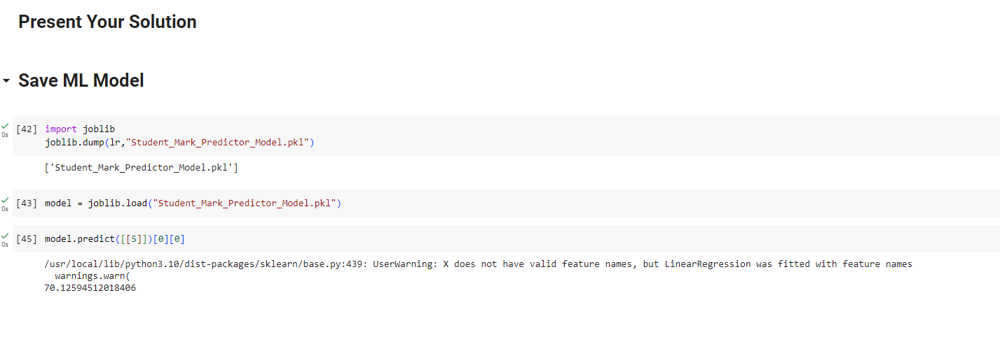 Present Your Solution
Save ML Model
0s
[42] import joblib
joblib.dump(lr,"Student_Mark_Predictor_Model.pkl")
['Student_Mark_Predictor_Model.pkl']
0s
[43] model = joblib.load("Student_Mark_Predictor_Model.pkl")
0s
[45] model.predict([[5]])[0][0]
/usr/local/lib/python3.10/dist-packages/sklearn/base.py:439: UserWarning: X does not have valid feature names, but LinearRegression was fitted with feature names
warnings.warn(
70.12594512018406